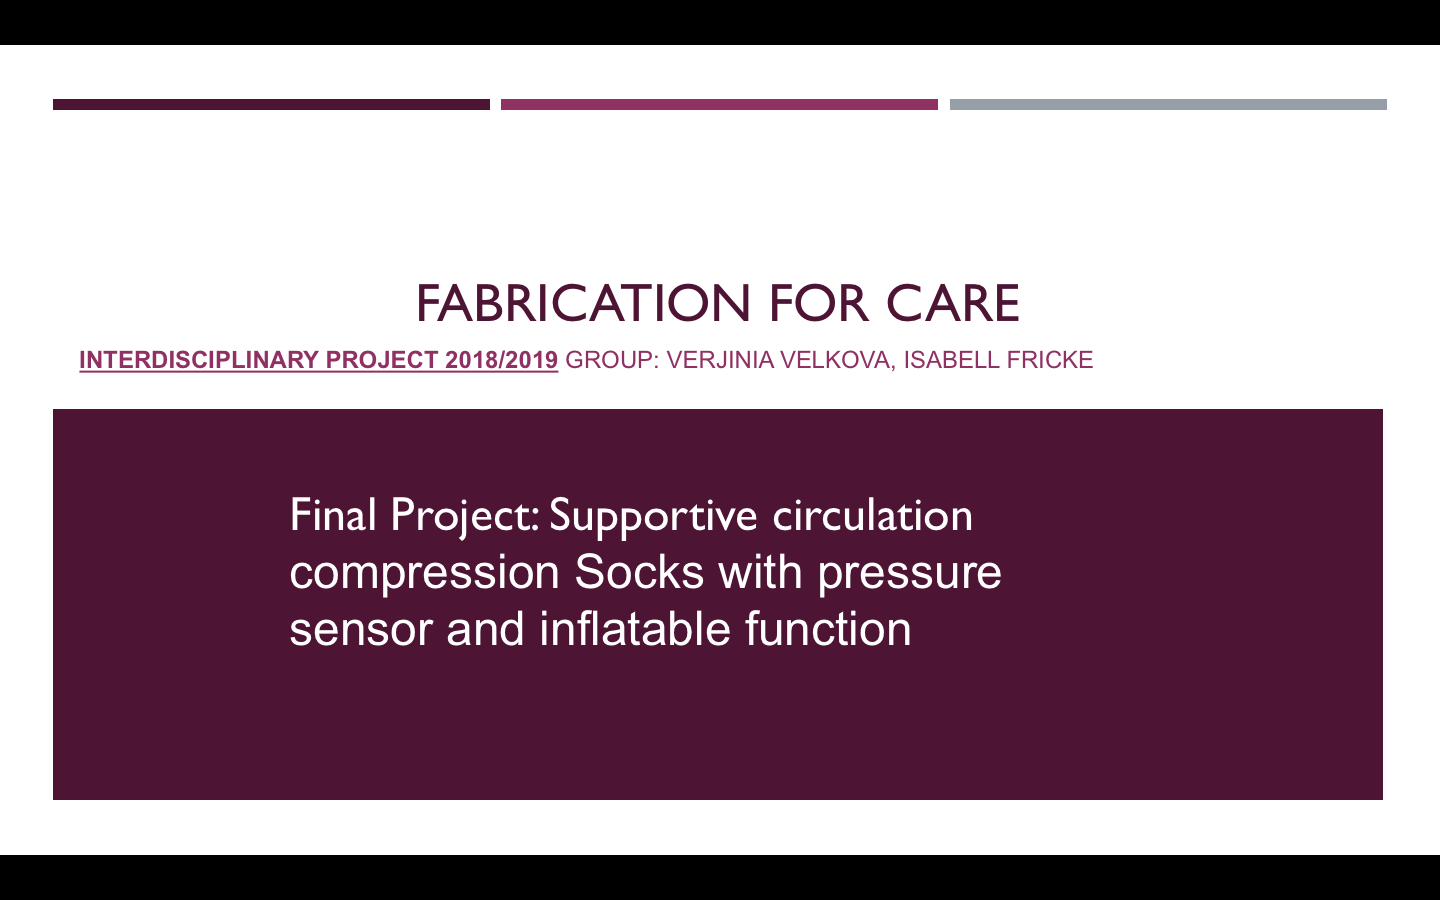 FABRICATION FOR CARE
INTERDISCIPLINARY PROJECT 2018/2019 GROUP: VERJINIA VELKOVA, ISABELL FRICKE
Final Project: Supportive circulation
compression Socks with pressure
sensor and inflatable function